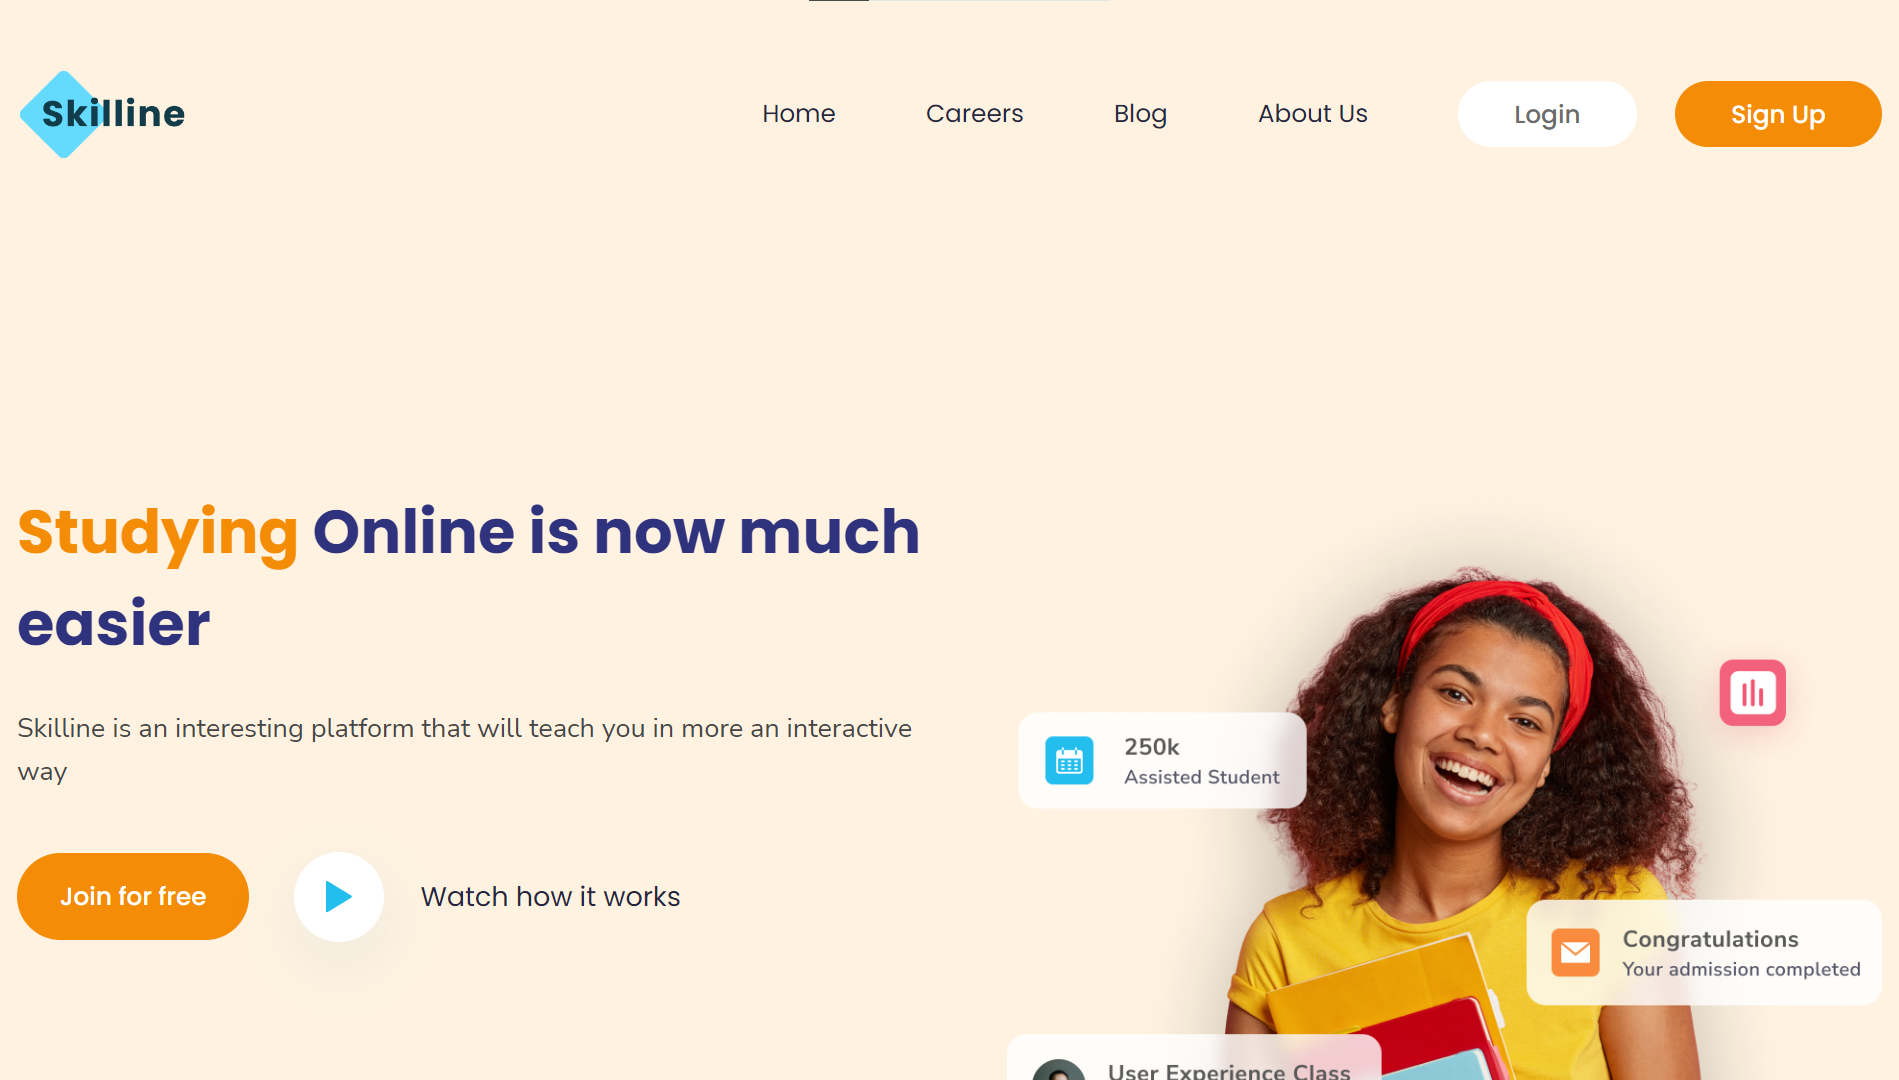 Skilline
Home
Careers
Blog
About Us
Login
Sign Up
Studying Online is now much
easier
Skilline is an interesting platform that will teach you in more an interactive
way
Join for free
Watch how it works
250k
Assisted Student
Congratulations
Your admission completed
User Experience Class